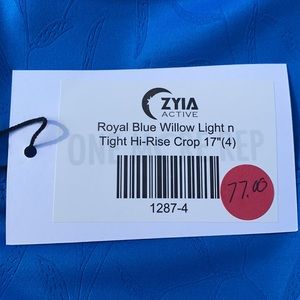 ZYIA
ACTIVE
Royal Blue Willow Light n
Tight Hi-Rise Crop 17"(4)
1287-4
77.00